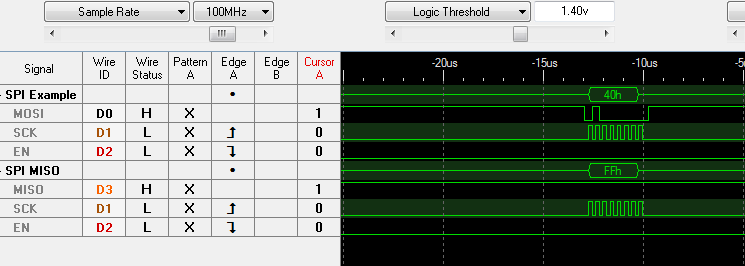 Sample Rate 100MHz Logic Threshold 1.40v
-20us -15us -10us -5
Signal Wire ID Wire Status Pattern A Edge A Edge B Cursor A
- SPI Example 40h
MOSI D0 H X 1
SCK D1 L X 0
EN D2 L X 0
- SPI MISO FFh
MISO D3 H X 1
SCK D1 L X 0
EN D2 L X 0